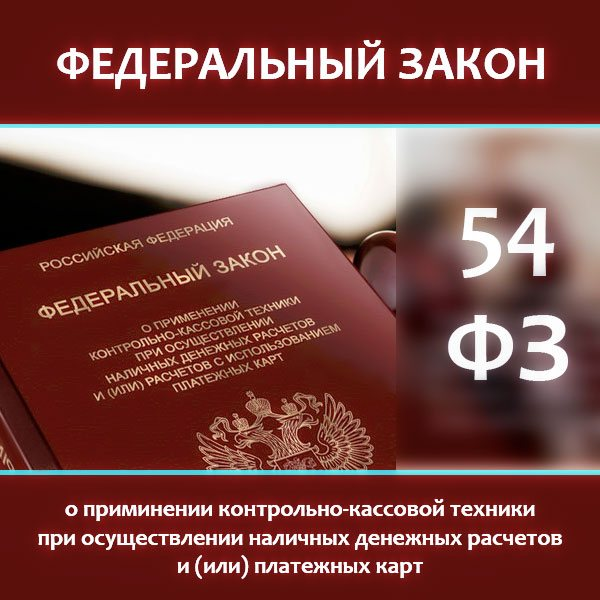 ФЕДЕРАЛЬНЫЙ ЗАКОН
РОССИЙСКАЯ ФЕДЕРАЦИЯ
ФЕДЕРАЛЬНЫЙ ЗАКОН
О ПРИМЕНЕНИИ
КОНТРОЛЬНО-КАССОВОЙ ТЕХНИКИ
ПРИ ОСУЩЕСТВЛЕНИИ
НАЛИЧНЫХ ДЕНЕЖНЫХ РАСЧЕТОВ
И (ИЛИ) РАСЧЕТОВ С ИСПОЛЬЗОВАНИЕМ
ПЛАТЕЖНЫХ КАРТ
54
ФЗ
о приминении контрольно-кассовой техники
при осуществлении наличных денежных расчетов
и (или) платежных карт